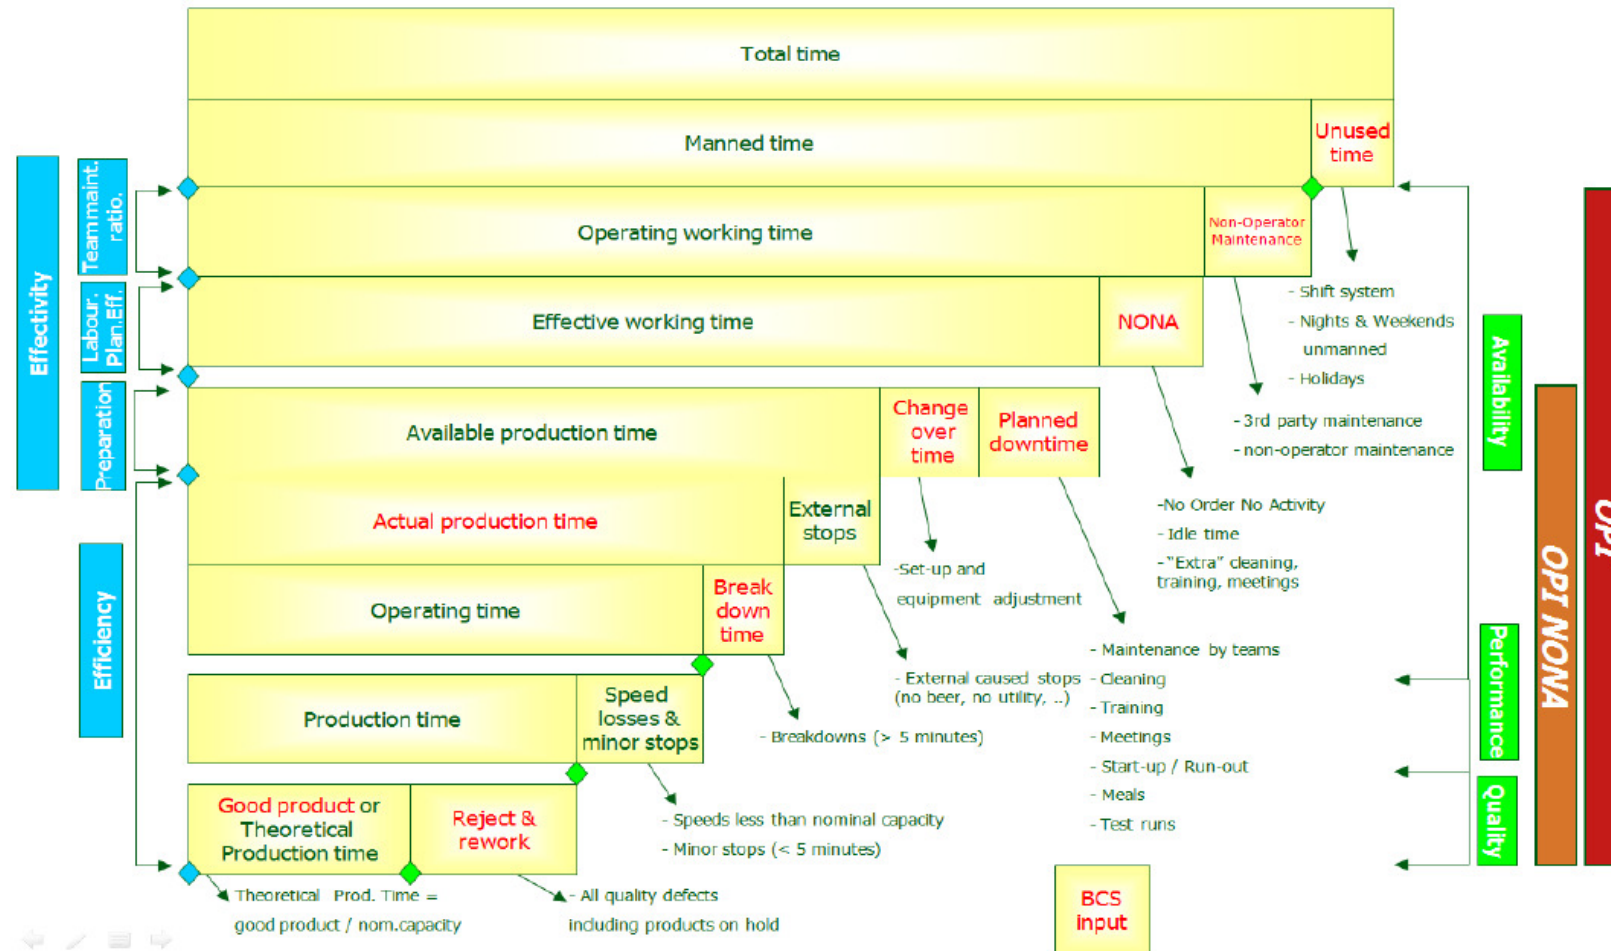 Total time
Manned time
Unused
time
Operating working time
Non-Operator
Maintenance
Effective working time
NONA
Available production time
Change
over
time
Planned
downtime
Actual production time
External
stops
Operating time
Break
down
time
Production time
Speed
losses &
minor stops
Good product or
Theoretical
Production time
Reject &
rework
BCS
input
Effectivity
Teammaint.
ratio.
Labour.
Plan.Eff.
Preparation
Efficiency
- Shift system
- Nights & Weekends
unmanned
- Holidays
- 3rd party maintenance
- non-operator maintenance
-No Order No Activity
- Idle time
- "Extra" cleaning,
training, meetings
-Set-up and
equipment adjustment
- Maintenance by teams
- Cleaning
- Training
- Meetings
- Start-up / Run-out
- Meals
- Test runs
- External caused stops
(no beer, no utility, ..)
- Breakdowns (> 5 minutes)
- Speeds less than nominal capacity
- Minor stops (< 5 minutes)
- All quality defects
including products on hold
Theoretical Prod. Time =
good product / nom.capacity
Availability
Performance
Quality
OPI NONA
OPI